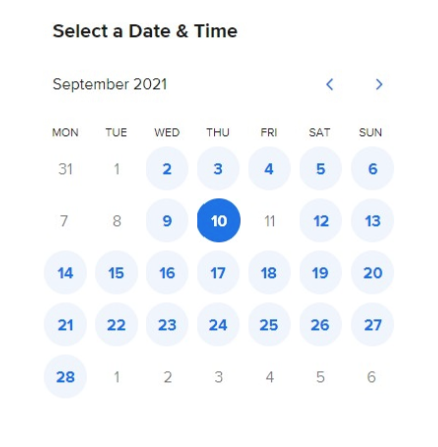 Select a Date & Time
September 2021
MON TUE WED THU FRI SAT SUN
31 1 2 3 4 5 6
7 8 9 10 11 12 13
14 15 16 17 18 19 20
21 22 23 24 25 26 27
28 1 2 3 4 5 6